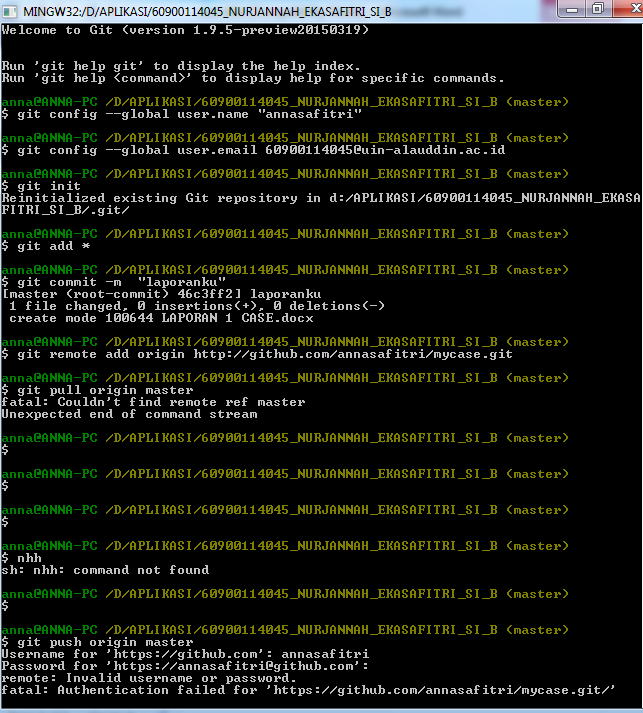 MINGW32:/D/APLIKASI/60900114045_NURJANNAH_EKASAFITRI_SI_B
Welcome to Git (version 1.9.5-preview20150319)
Run 'git help git' to display the help index.
Run 'git help <command>' to display help for specific commands.
anna@ANNA-PC /D/APLIKASI/60900114045_NURJANNAH_EKASAFITRI_SI_B (master)
$ git config --global user.name "annasafitri"
anna@ANNA-PC /D/APLIKASI/60900114045_NURJANNAH_EKASAFITRI_SI_B (master)
$ git config --global user.email 60900114045@uin-alauddin.ac.id
anna@ANNA-PC /D/APLIKASI/60900114045_NURJANNAH_EKASAFITRI_SI_B (master)
$ git init
Reinitialized existing Git repository in d:/APLIKASI/60900114045_NURJANNAH_EKASA
FITRI_SI_B/.git/
anna@ANNA-PC /D/APLIKASI/60900114045_NURJANNAH_EKASAFITRI_SI_B (master)
$ git add *
anna@ANNA-PC /D/APLIKASI/60900114045_NURJANNAH_EKASAFITRI_SI_B (master)
$ git commit -m  "laporanku"
[master (root-commit) 46c3ff2] laporanku
 1 file changed, 0 insertions(+), 0 deletions(-)
 create mode 100644 LAPORAN 1 CASE.docx
anna@ANNA-PC /D/APLIKASI/60900114045_NURJANNAH_EKASAFITRI_SI_B (master)
$ git remote add origin http://github.com/annasafitri/mycase.git
anna@ANNA-PC /D/APLIKASI/60900114045_NURJANNAH_EKASAFITRI_SI_B (master)
$ git pull origin master
fatal: Couldn't find remote ref master
Unexpected end of command stream
anna@ANNA-PC /D/APLIKASI/60900114045_NURJANNAH_EKASAFITRI_SI_B (master)
$
anna@ANNA-PC /D/APLIKASI/60900114045_NURJANNAH_EKASAFITRI_SI_B (master)
$
anna@ANNA-PC /D/APLIKASI/60900114045_NURJANNAH_EKASAFITRI_SI_B (master)
$
anna@ANNA-PC /D/APLIKASI/60900114045_NURJANNAH_EKASAFITRI_SI_B (master)
$ nhh
sh: nhh: command not found
anna@ANNA-PC /D/APLIKASI/60900114045_NURJANNAH_EKASAFITRI_SI_B (master)
$
anna@ANNA-PC /D/APLIKASI/60900114045_NURJANNAH_EKASAFITRI_SI_B (master)
$ git push origin master
Username for 'https://github.com': annasafitri
Password for 'https://annasafitri@github.com':
remote: Invalid username or password.
fatal: Authentication failed for 'https://github.com/annasafitri/mycase.git/'